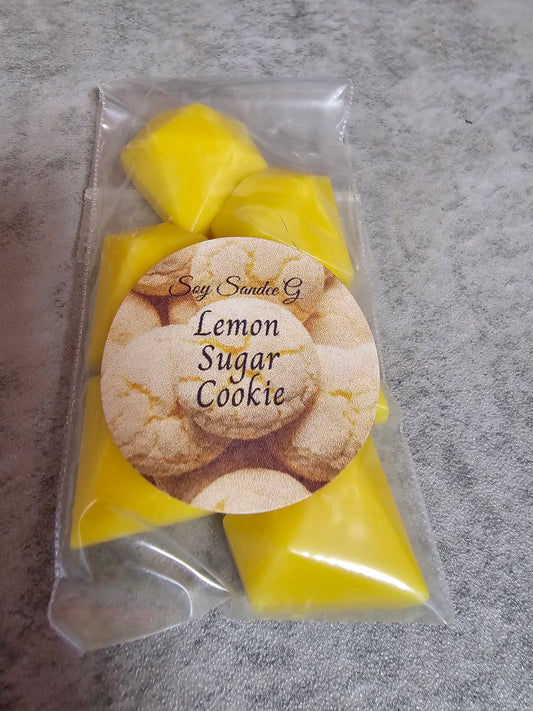 Soy Sandee G
Lemon
Sugar
Cookie